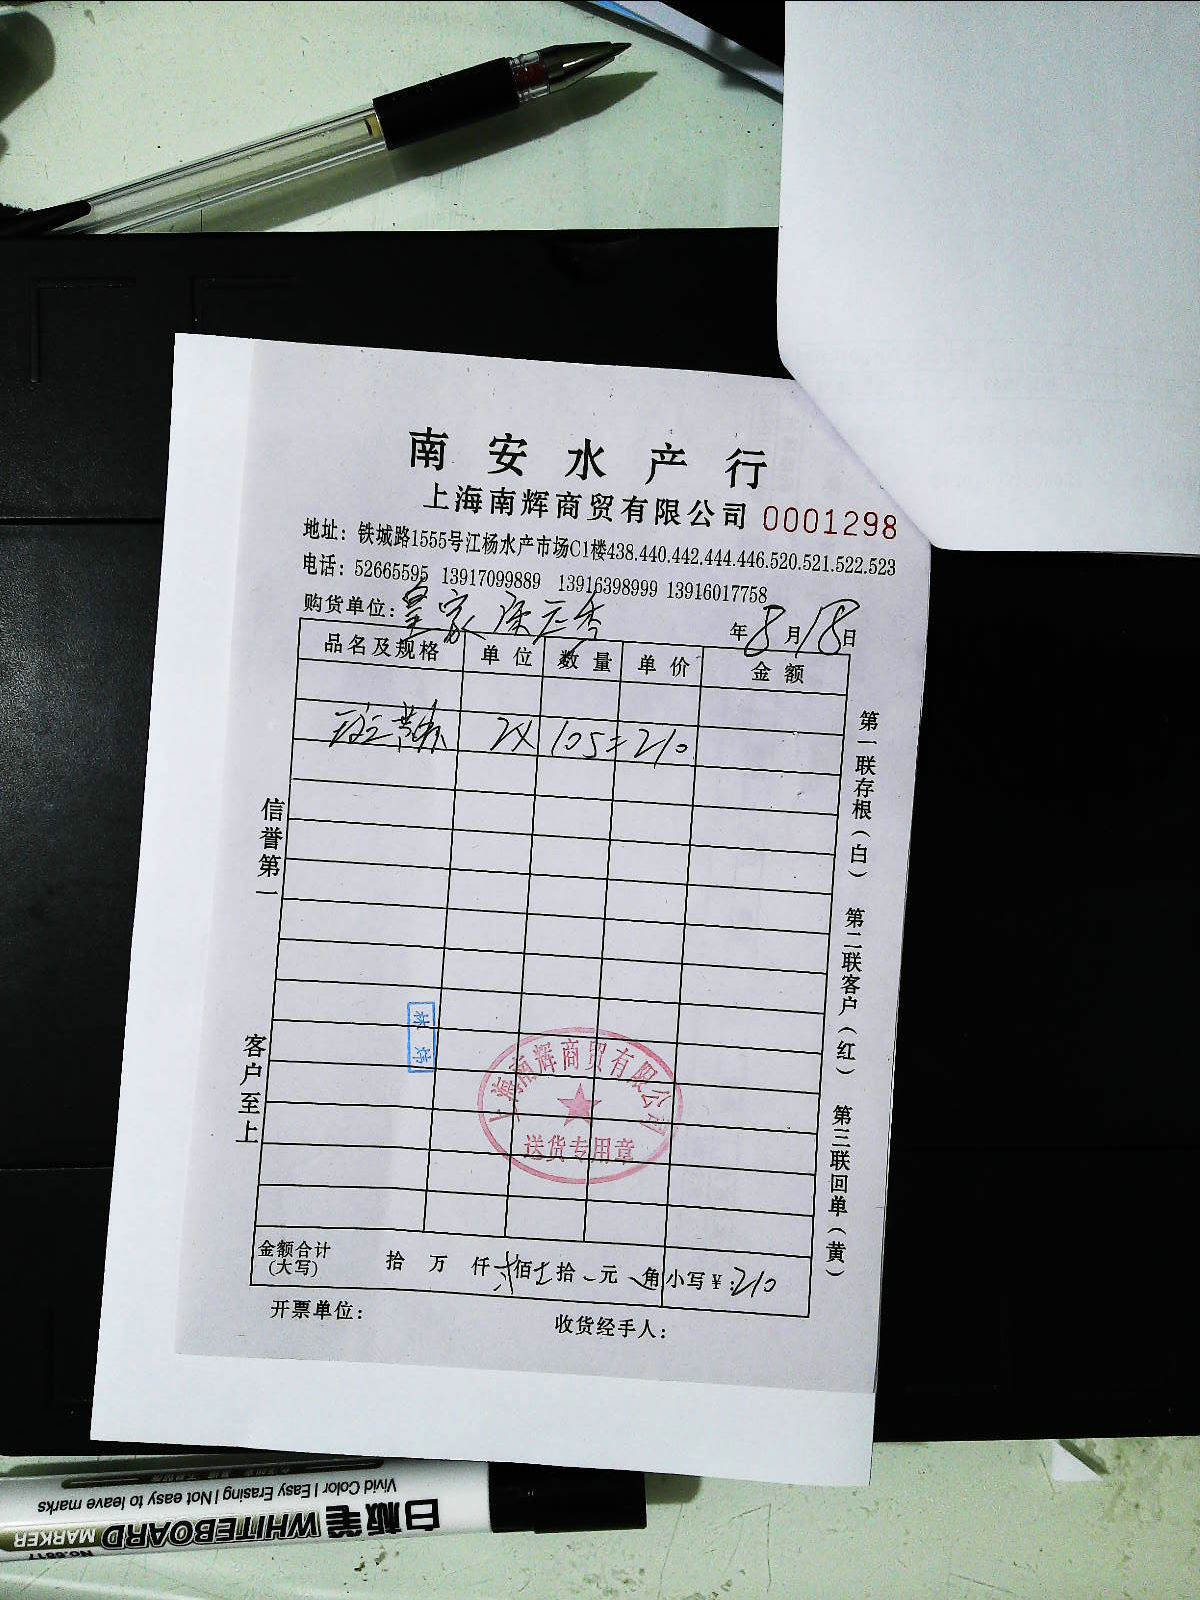 南安水产行
上海南辉商贸有限公司 0001298
地址：铁城路1555号江杨水产市场C1楼438.440.442.444.446.520.521.522.523
电话：52665595 13917099889 13916398999 13916017758
购货单位：皇家
年8月18日
品名及规格 单位 数量 单价 金额
2X 105=210
信誉第一
客户至上
第一联存根（白） 第二联客户（红） 第三联回单（黄）
上海南辉商贸有限公司
送货专用章
金额合计（大写） 拾 万 仟 佰 拾 元 角 小写¥：210
开票单位：
收货经手人：
Vivid Color | Easy Erasing | Not easy to leave marks
白板笔 WHITEBOARD MARKER
No.6817